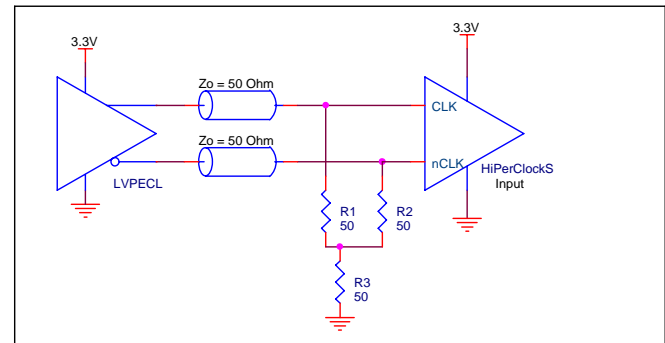 3.3V
3.3V
Zo = 50 Ohm
CLK
Zo = 50 Ohm
nCLK
HiPerClockS
Input
LVPECL
R1
50
R2
50
R3
50